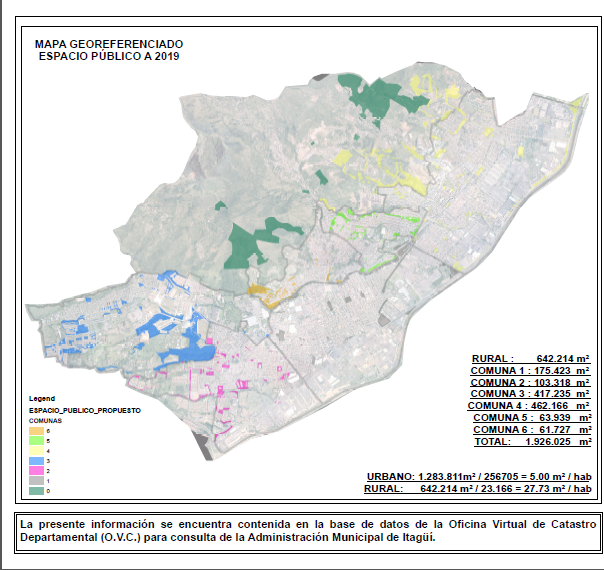 MAPA GEOREFERENCIADO
ESPACIO PÚBLICO A 2019
RURAL : 642.214 m²
COMUNA 1 : 175.423 m²
COMUNA 2 : 103.318 m²
COMUNA 3 : 417.235 m²
COMUNA 4 : 462.166 m²
COMUNA 5 : 63.939 m²
COMUNA 6 : 61.727 m²
TOTAL: 1.926.025 m²
Legend
ESPACIO_PUBLICO_PROPUESTO
COMUNAS
6
5
4
3
2
1
0
URBANO: 1.283.811m² / 256705 = 5.00 m² / hab
RURAL: 642.214 m² / 23.166 = 27.73 m² / hab
La presente información se encuentra contenida en la base de datos de la Oficina Virtual de Catastro
Departamental (O.V.C.) para consulta de la Administración Municipal de Itagüí.